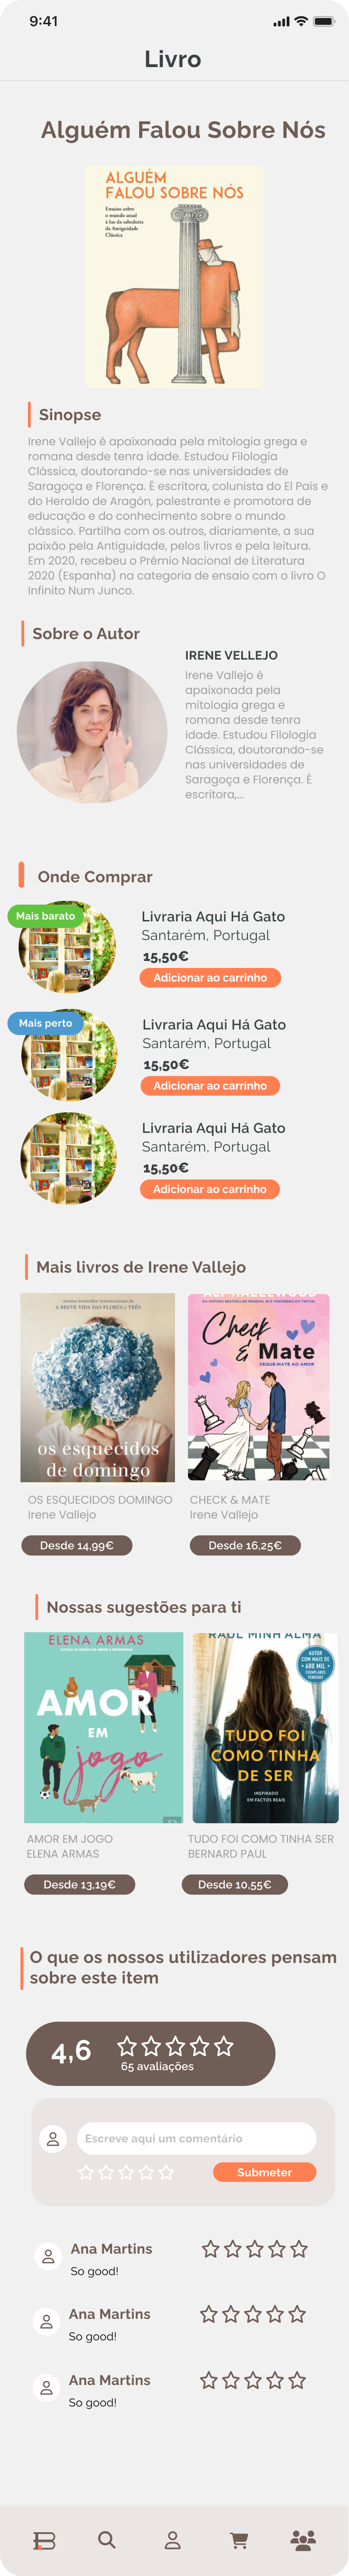 9:41
Livro
Alguém Falou Sobre Nós
ALGUÉM
FALOU SOBRE NÓS
Ensaios sobre
o mundo atual
à luz da sabedoria
da Antiguidade
Clássica
Sinopse
Irene Vallejo é apaixonada pela mitologia grega e
romana desde tenra idade. Estudou Filologia
Clássica, doutorando-se nas universidades de
Saragoça e Florença. É escritora, colunista do El País e
do Heraldo de Aragón, palestrante e promotora de
educação e do conhecimento sobre o mundo
clássico. Partilha com os outros, diariamente, a sua
paixão pela Antiguidade, pelos livros e pela leitura.
Em 2020, recebeu o Prémio Nacional de Literatura
2020 (Espanha) na categoria de ensaio com o livro O
Infinito Num Junco.
Sobre o Autor
IRENE VELLEJO
Irene Vallejo é
apaixonada pela
mitologia grega e
romana desde tenra
idade. Estudou Filologia
Clássica, doutorando-se
nas universidades de
Saragoça e Florença. É
escritora,...
Onde Comprar
Mais barato
Livraria Aqui Há Gato
Santarém, Portugal
15,50€
Adicionar ao carrinho
Mais perto
Livraria Aqui Há Gato
Santarém, Portugal
15,50€
Adicionar ao carrinho
Livraria Aqui Há Gato
Santarém, Portugal
15,50€
Adicionar ao carrinho
Mais livros de Irene Vallejo
Autora bestseller internacional de
A BREVE VIDA DAS FLORES e TRÊS
os esquecidos
de domingo
ALI HAZELWOOD
Check
& Mate
XEQUE-MATE AO AMOR
OS ESQUECIDOS DOMINGO
Irene Vallejo
CHECK & MATE
Irene Vallejo
Desde 14,99€
Desde 16,25€
Nossas sugestões para ti
ELENA ARMAS
AMOR
EM
jogo
RAUL MINH'ALMA
AUTOR
COM MAIS DE
+ 600 MIL +
EXEMPLARES
VENDIDOS
TUDO FOI
COMO TINHA
DE SER
INSPIRADO
EM FACTOS REAIS
AMOR EM JOGO
ELENA ARMAS
TUDO FOI COMO TINHA SER
BERNARD PAUL
Desde 13,19€
Desde 10,55€
O que os nossos utilizadores pensam
sobre este item
4,6
65 avaliações
Escreve aqui um comentário
Submeter
Ana Martins
So good!
Ana Martins
So good!
Ana Martins
So good!